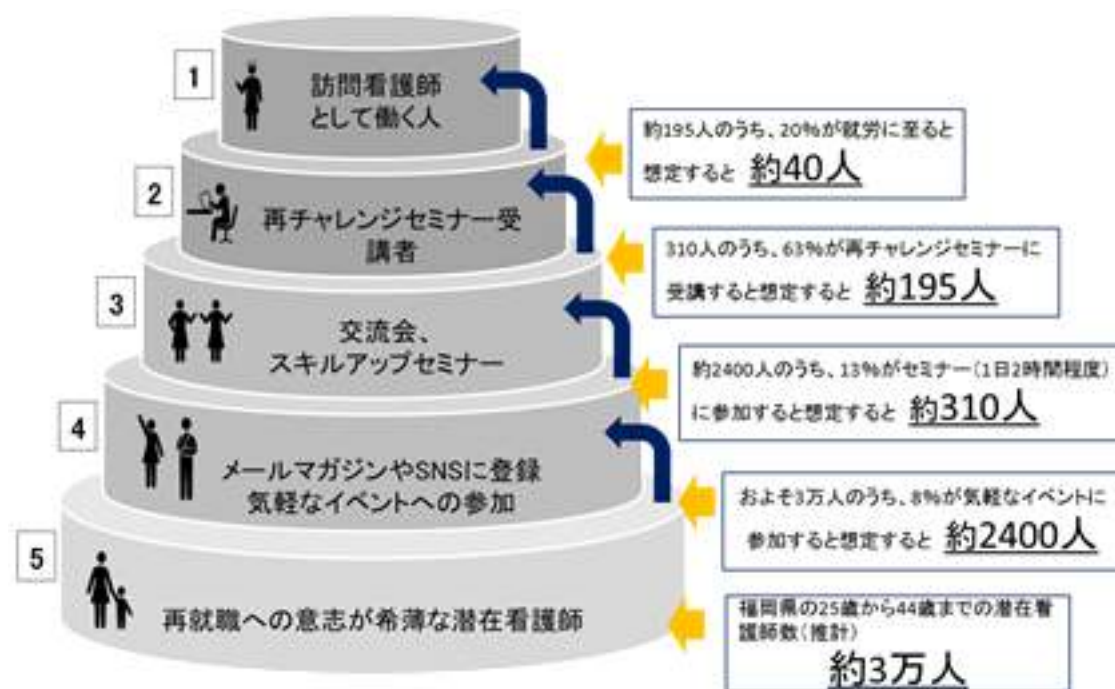 1
訪問看護師
として働く人
約195人のうち、20%が就労に至ると
想定すると 約40人
2
再チャレンジセミナー受
講者
310人のうち、63%が再チャレンジセミナーに
受講すると想定すると 約195人
3
交流会、
スキルアップセミナー
約2400人のうち、13%がセミナー(1日2時間程度)
に参加すると想定すると 約310人
4
メールマガジンやSNSに登録
気軽なイベントへの参加
およそ3万人のうち、8%が気軽なイベントに
参加すると想定すると 約2400人
5
再就職への意志が希薄な潜在看護師
福岡県の25歳から44歳までの潜在看
護師数(推計)
約3万人